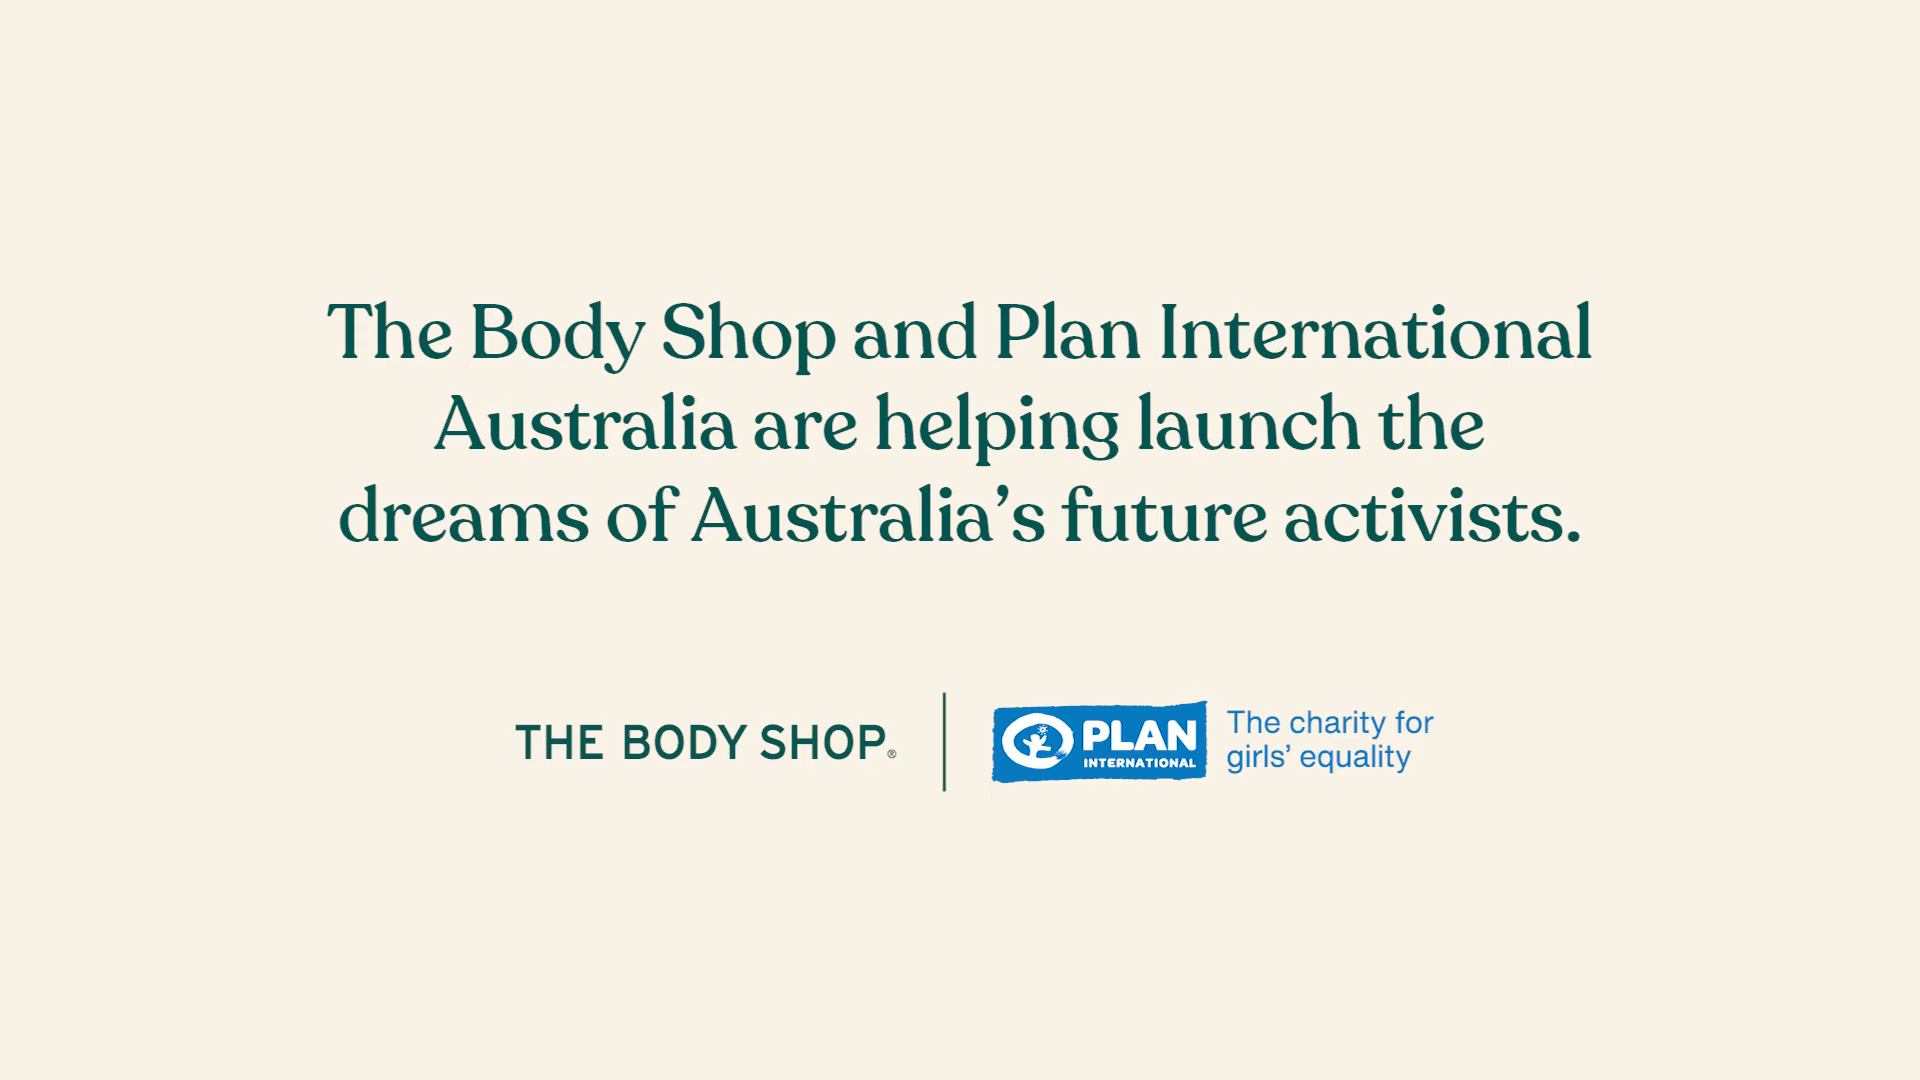 The Body Shop and Plan International
Australia are helping launch the
dreams of Australia’s future activists.
THE BODY SHOP®
PLAN
INTERNATIONAL
The charity for
girls’ equality